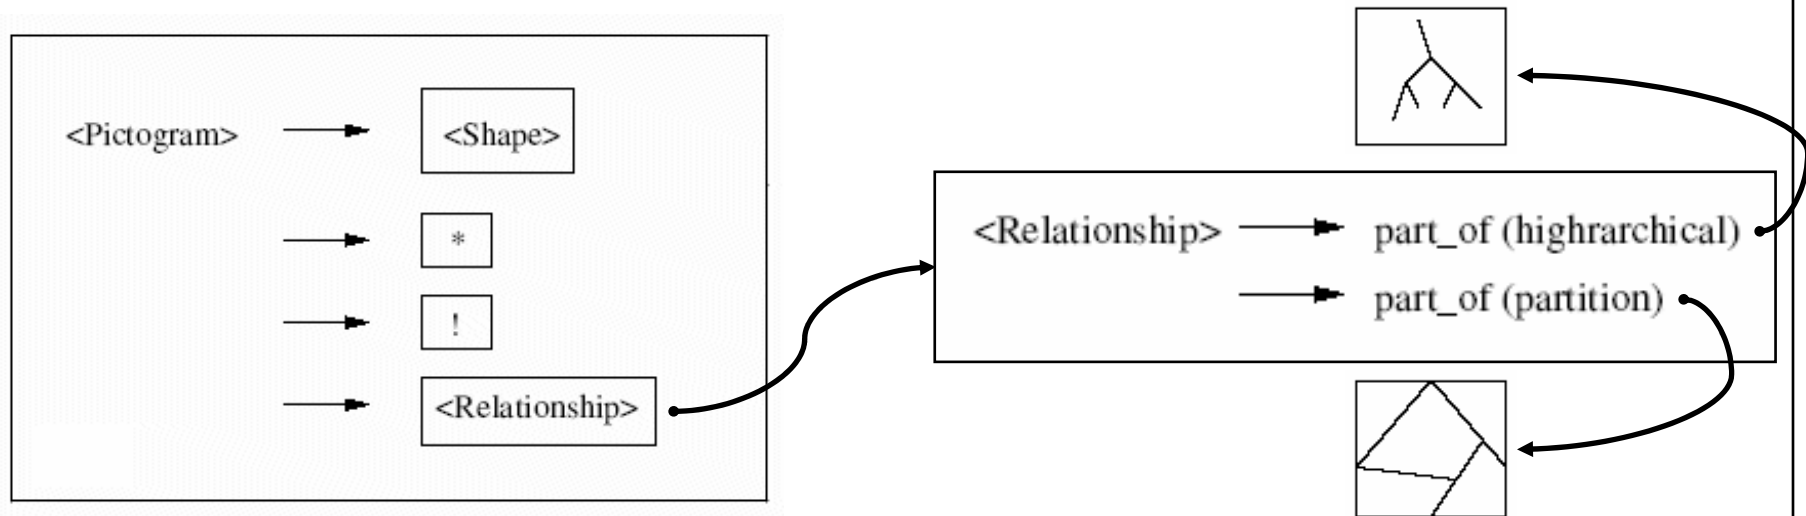 <Pictogram> <Shape>
*
!
<Relationship>
<Relationship> part_of (highrarchical)
part_of (partition)